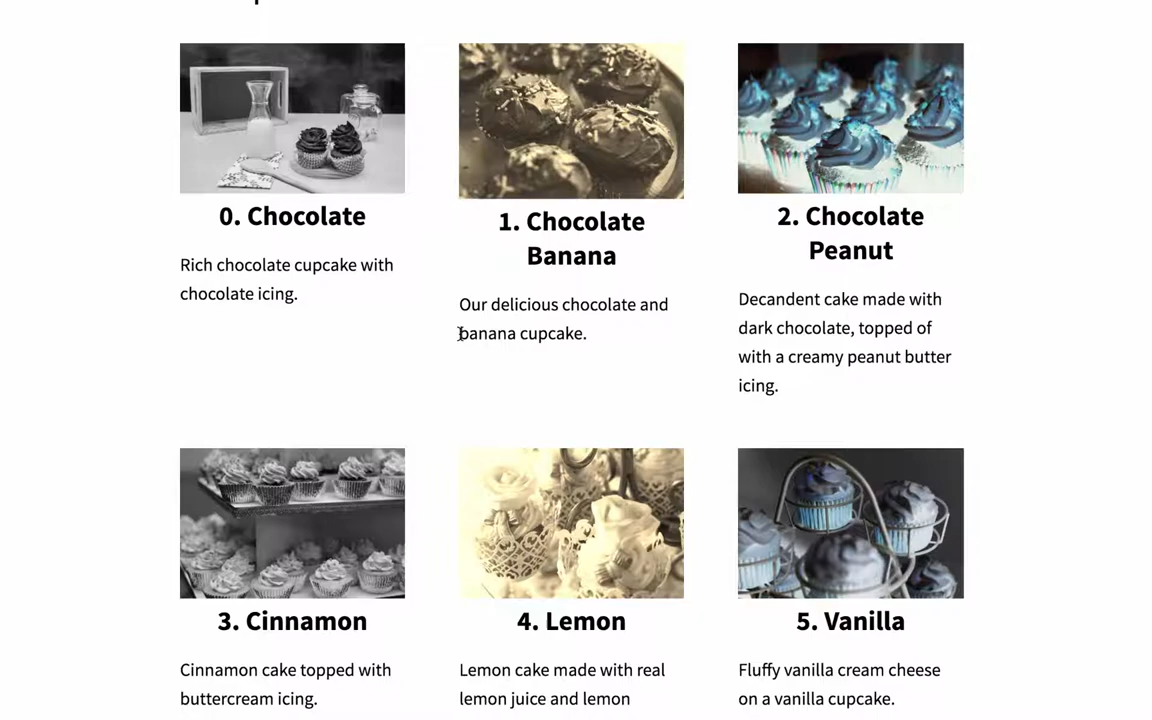 0. Chocolate
Rich chocolate cupcake with
chocolate icing.
1. Chocolate
Banana
Our delicious chocolate and
banana cupcake.
2. Chocolate
Peanut
Decandent cake made with
dark chocolate, topped of
with a creamy peanut butter
icing.
3. Cinnamon
Cinnamon cake topped with
buttercream icing.
4. Lemon
Lemon cake made with real
lemon juice and lemon
5. Vanilla
Fluffy vanilla cream cheese
on a vanilla cupcake.